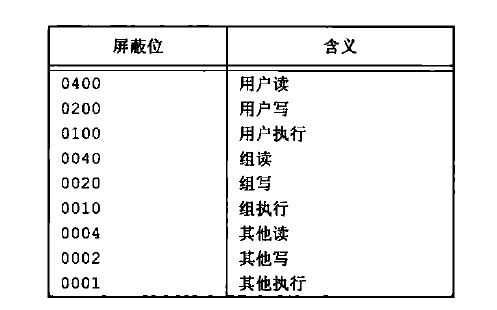 屏蔽位 含义
0400 用户读
0200 用户写
0100 用户执行
0040 组读
0020 组写
0010 组执行
0004 其他读
0002 其他写
0001 其他执行